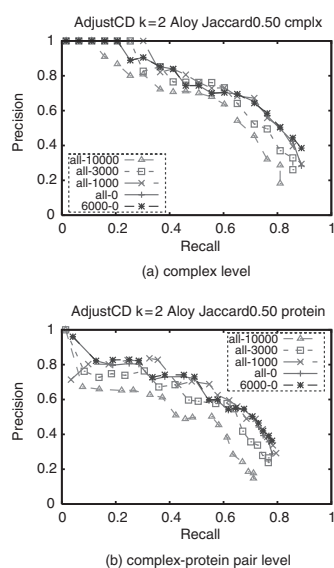 AdjustCD k=2 Aloy Jaccard0.50 cmplx
1
0.8
0.6
0.4
0.2
0
Precision
all-10000
all-3000
all-1000
all-0
6000-0
0 0.2 0.4 0.6 0.8 1
Recall
(a) complex level
AdjustCD k=2 Aloy Jaccard0.50 protein
1
0.8
0.6
0.4
0.2
0
Precision
all-10000
all-3000
all-1000
all-0
6000-0
0 0.2 0.4 0.6 0.8 1
Recall
(b) complex-protein pair level